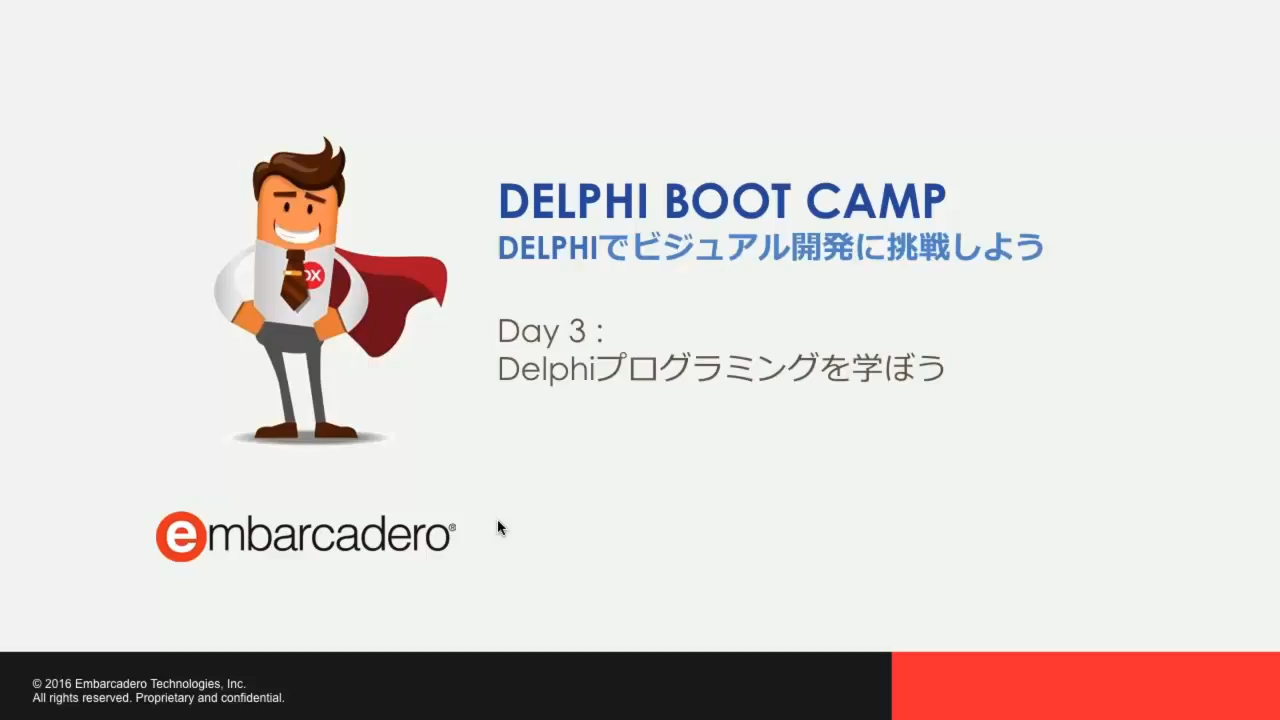 DELPHI BOOT CAMP
DELPHIでビジュアル開発に挑戦しよう
Day 3 :
Delphiプログラミングを学ぼう
embarcadero®
© 2016 Embarcadero Technologies, Inc.
All rights reserved. Proprietary and confidential.